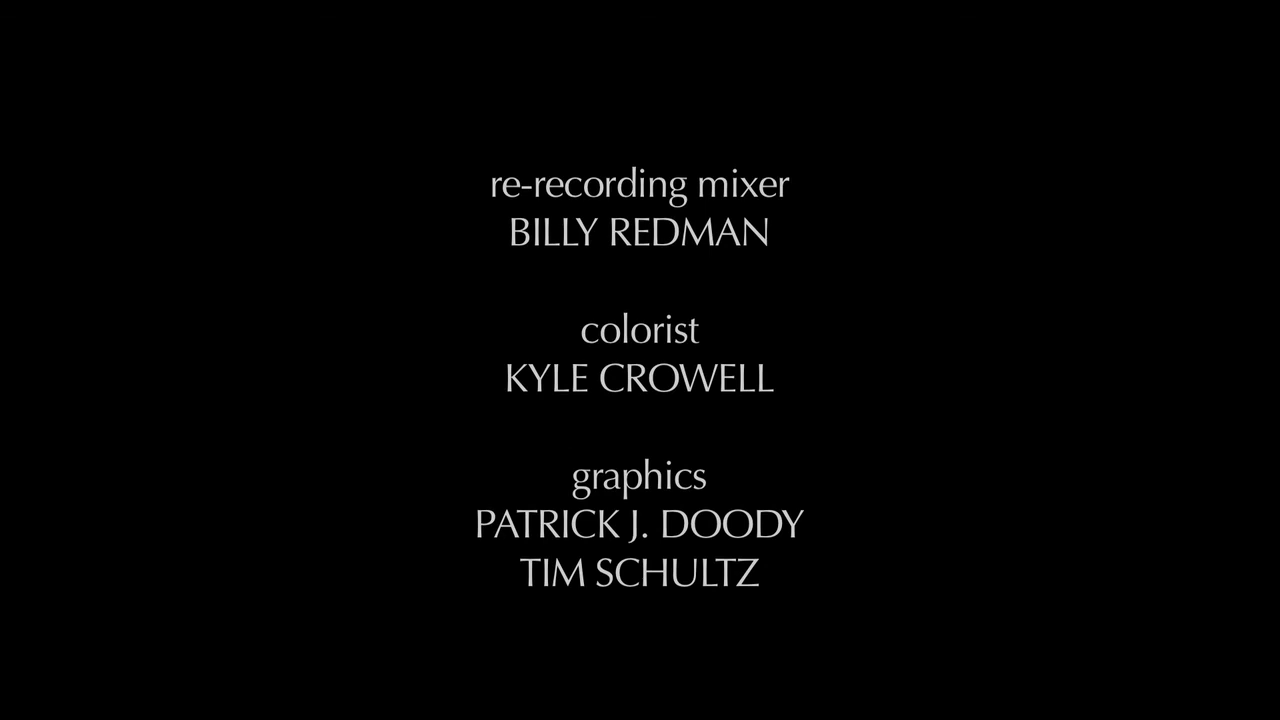 re-recording mixer
BILLY REDMAN
colorist
KYLE CROWELL
graphics
PATRICK J. DOODY
TIM SCHULTZ